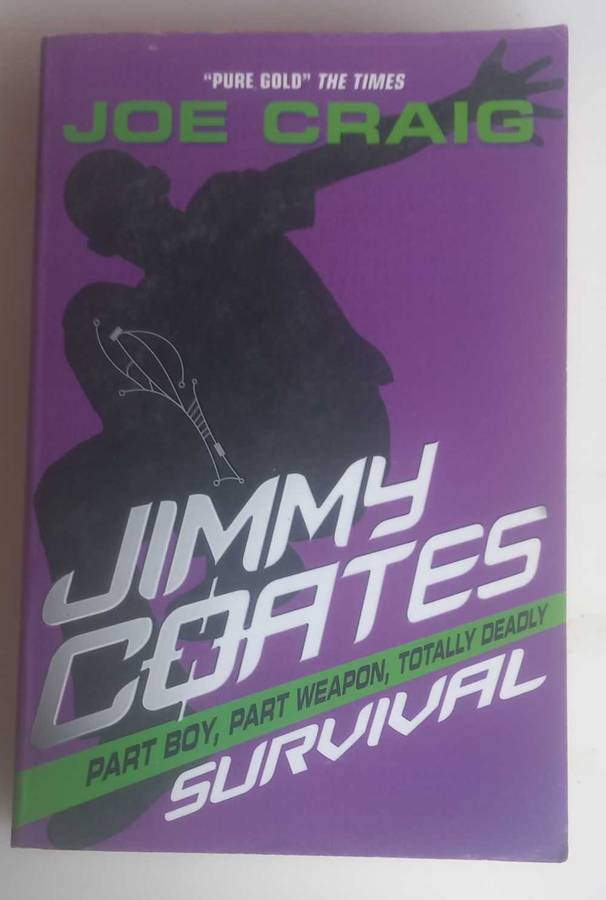 "PURE GOLD" THE TIMES
JOE CRAIG
JIMMY
COATES
PART BOY, PART WEAPON, TOTALLY DEADLY
SURVIVAL